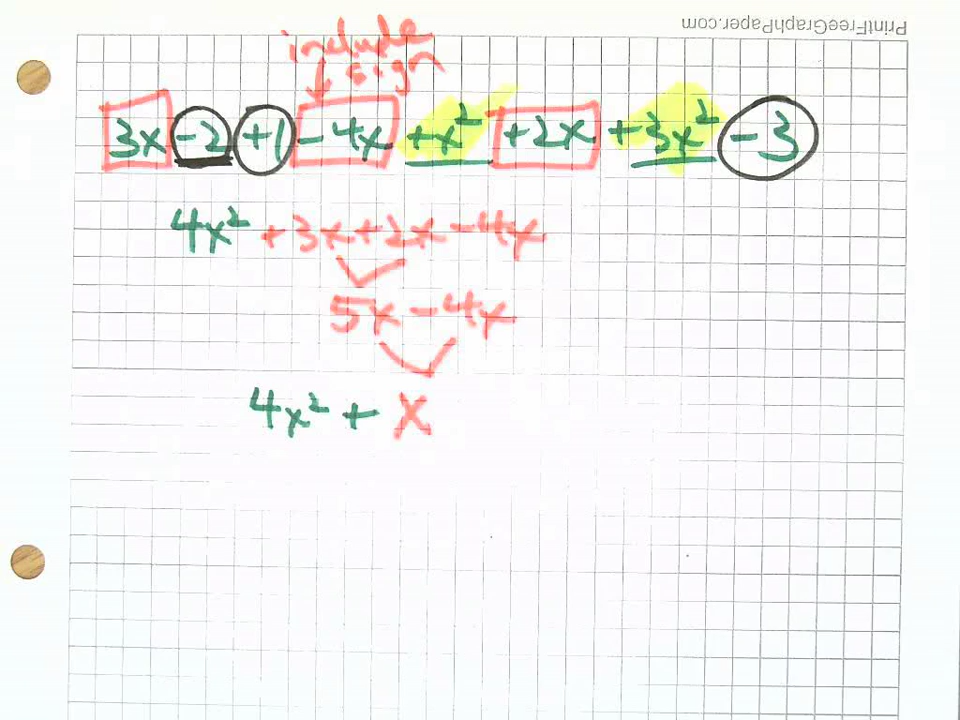 PrintFreeGraphPaper.com
include
sign
3x -2 +1 -4x +x² +2x +3x² -3
4x² +3x+2x-4x
5x-4x
4x² + x